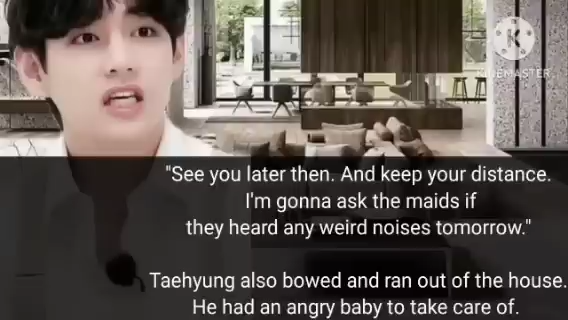 K
KINEMASTER
"See you later then. And keep your distance.
I'm gonna ask the maids if
they heard any weird noises tomorrow."
Taehyung also bowed and ran out of the house.
He had an angry baby to take care of.